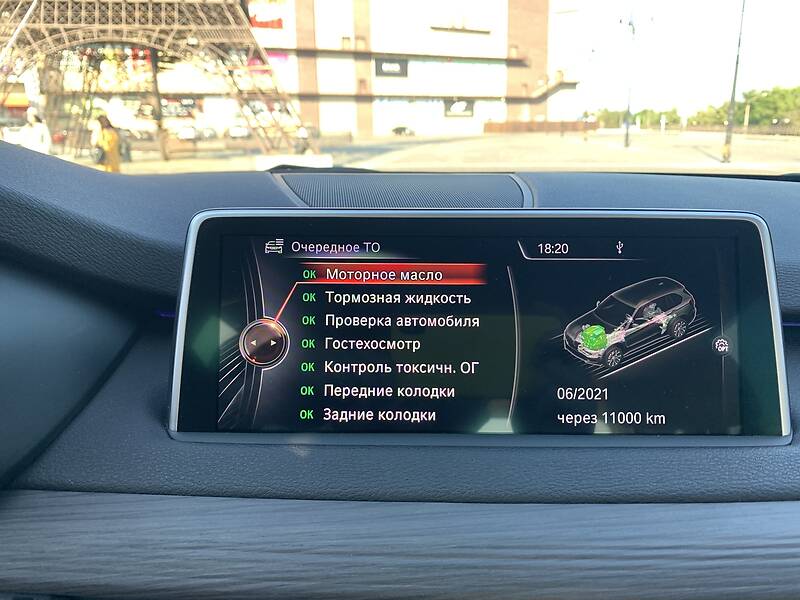 Очередное ТО
18:20
OK Моторное масло
OK Тормозная жидкость
OK Проверка автомобиля
OK Гостехосмотр
OK Контроль токсичн. ОГ
OK Передние колодки
OK Задние колодки
OPT
06/2021
через 11000 km